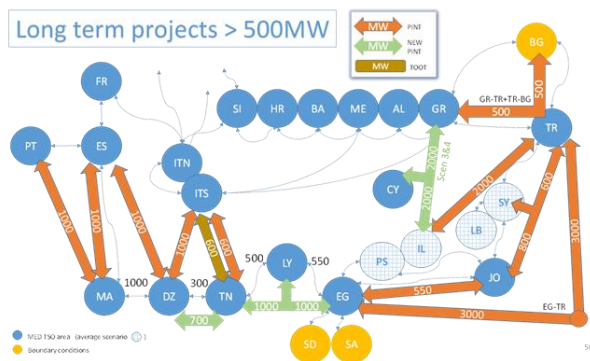 Long term projects > 500MW
MW PINT
MW NEW
PINT
MW TOOT
BG
FR
GR-TR+TR-BG
500
500
SI HR BA ME AL GR
TR
PT ES
ITN
2000
Scen 3&4
CY
ITS
2000
2000
600
SY
LB
1000 1000 1000
1000 600 600
800
3000
IL
PS
LY
500 550
JO
MA 1000 DZ 300 TN
1000 1000
EG
550
700
3000
EG-TR
SD SA
MED TSO area (average scenario )
Boundary conditions